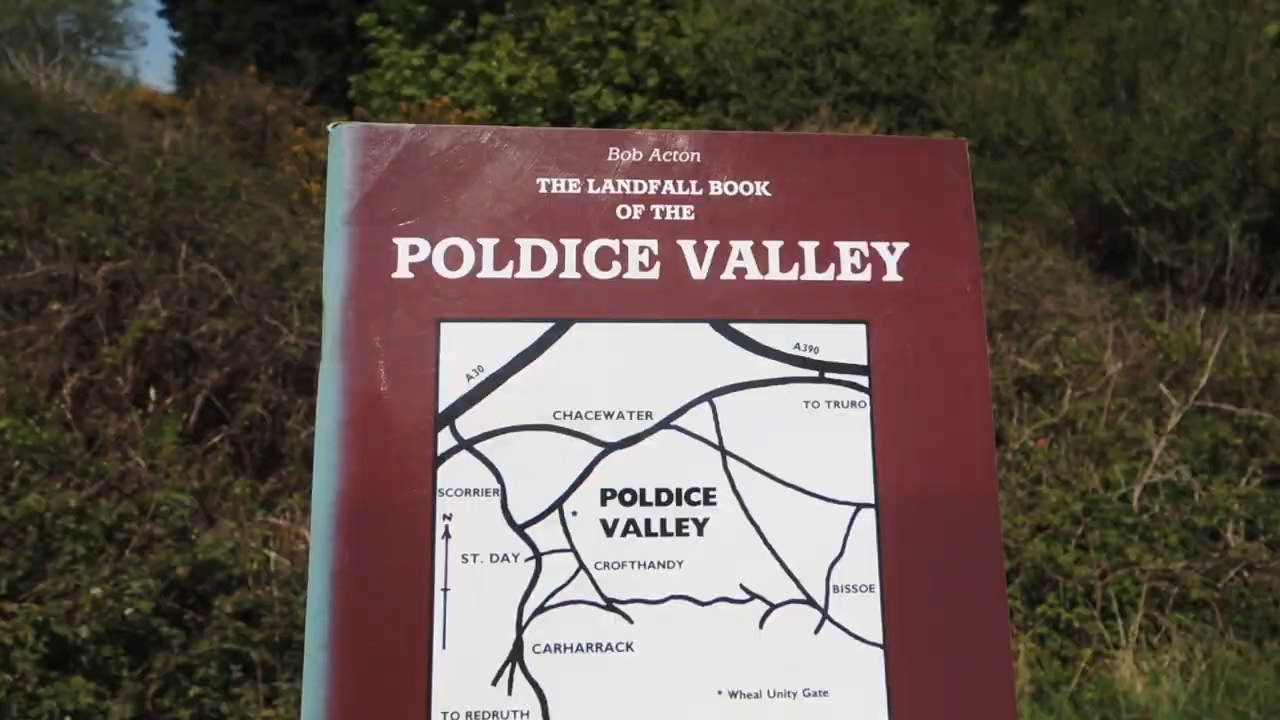 Bob Acton
THE LANDFALL BOOK
OF THE
POLDICE VALLEY
A30
A390
CHACEWATER
TO TRURO
SCORRIER
POLDICE
VALLEY
N
ST. DAY
CROFTHANDY
BISSOE
CARHARRACK
* Wheal Unity Gate
TO REDRUTH